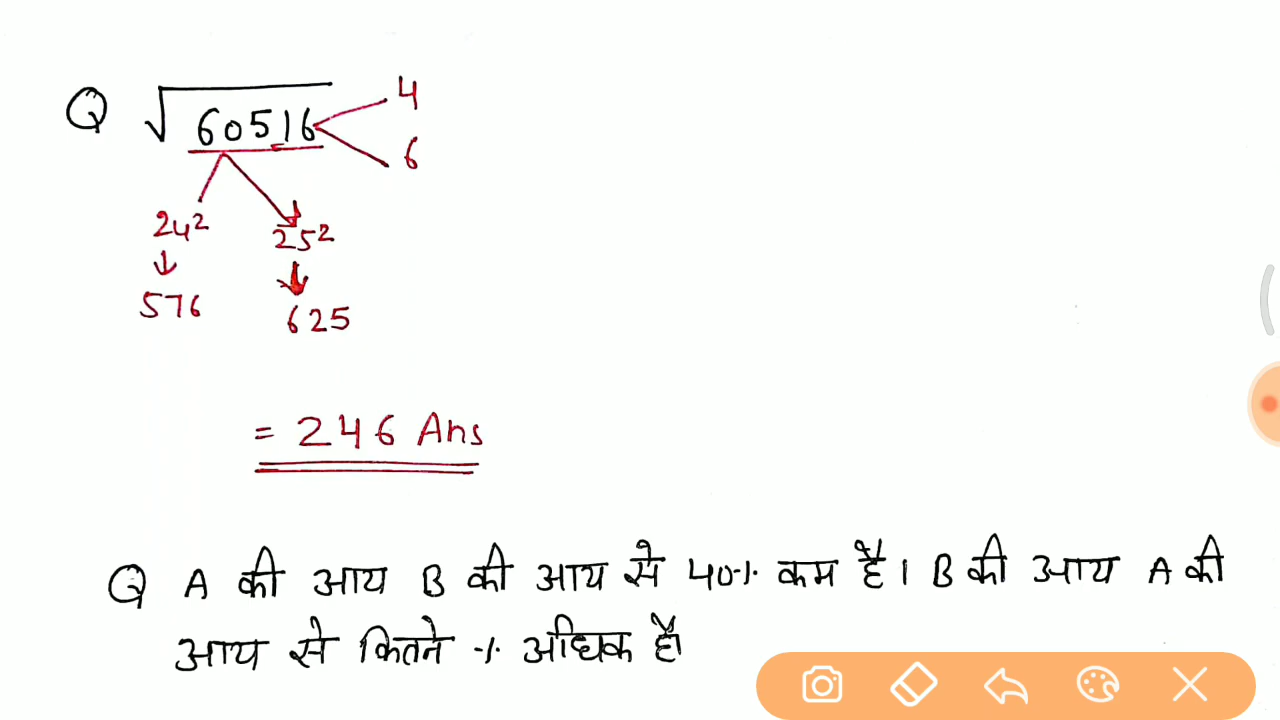 Q √60516
4
6
24² 25²
↓ ↓
576 625
= 246 Ans
Q A की आय B की आय से 40% कम है। B की आय A की
आय से कितने % अधिक है।